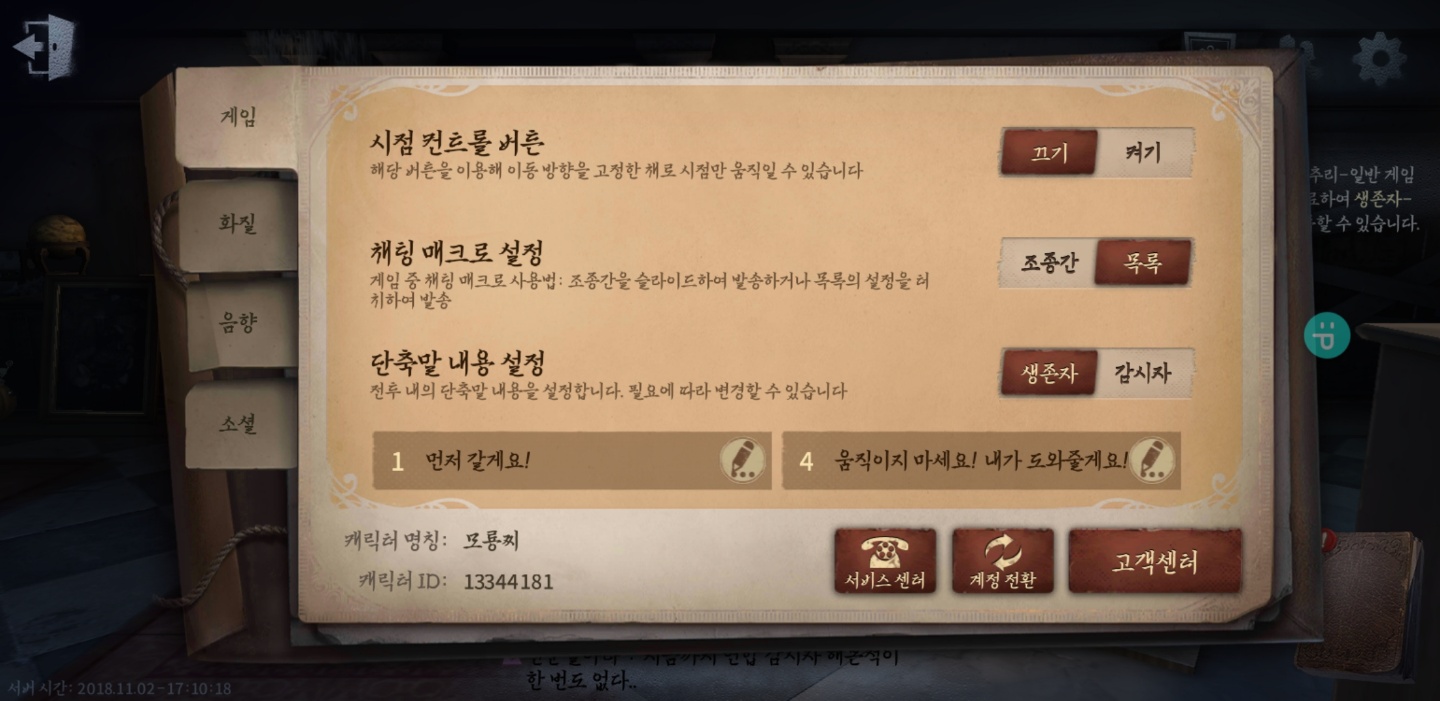 게임
화질
음향
소셜
시점 컨트롤 버튼
해당 버튼을 이용해 이동 방향을 고정한 채로 시점만 움직일 수 있습니다
끄기 켜기
채팅 매크로 설정
게임 중 채팅 매크로 사용법: 조종간을 슬라이드하여 발송하거나 목록의 설정을 터
치하여 발송
조종간 목록
단축말 내용 설정
전투 내의 단축말 내용을 설정합니다. 필요에 따라 변경할 수 있습니다
생존자 감시자
1 먼저 갈게요!
4 움직이지 마세요! 내가 도와줄게요!
캐릭터 명칭: 모룡찌
캐릭터 ID: 13344181
서비스 센터
계정 전환
고객센터
추리-일반 게임
하여 생존자-
할 수 있습니다.
:P
감시자 해본적이
한 번도 없다..
서버 시간: 2018.11.02-17:10:18